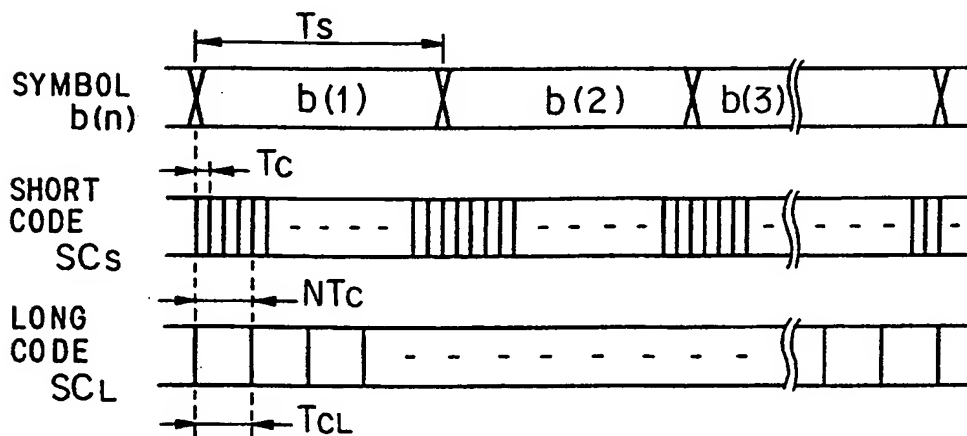 Ts
SYMBOL
b(n)
b(1)
b(2)
b(3)
Tc
SHORT
CODE
SCs
NTc
LONG
CODE
SCL
TCL